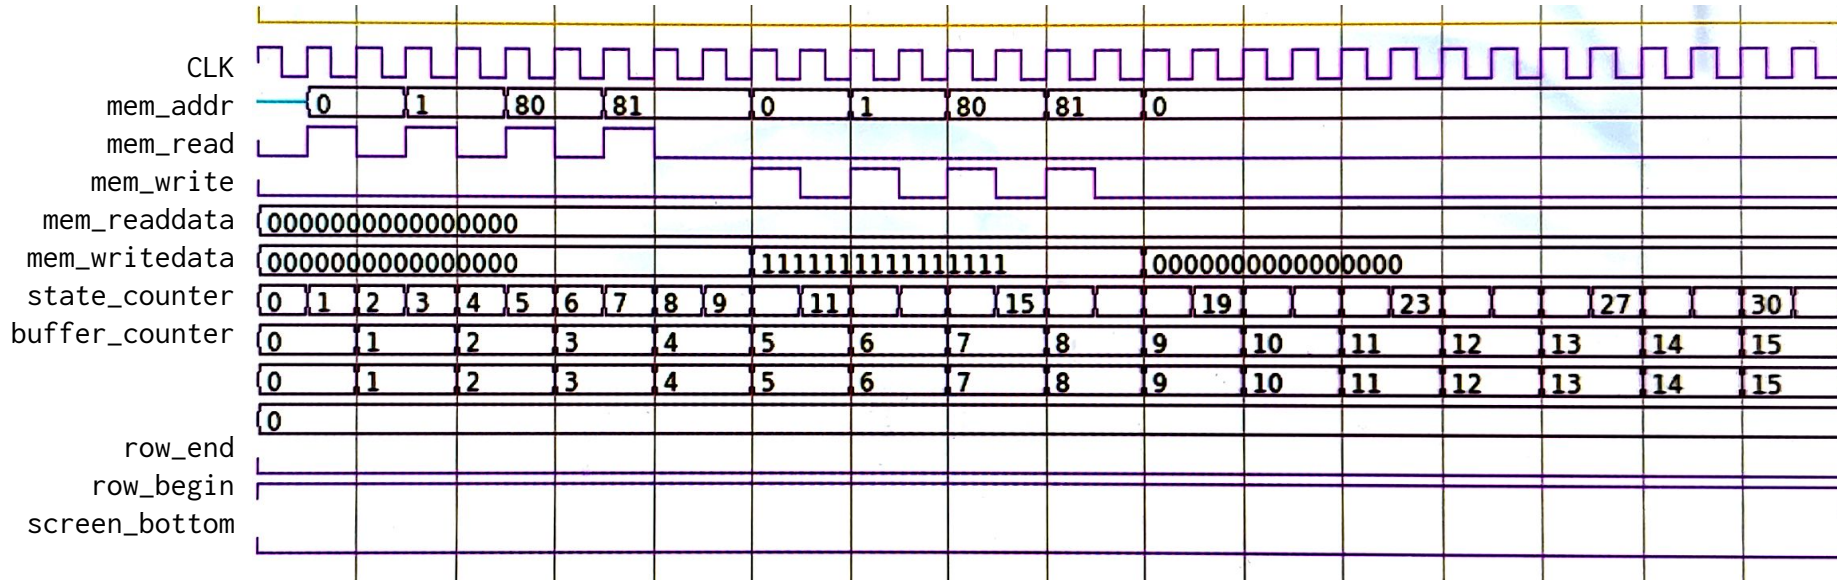 CLK
mem_addr 0 1 80 81 0 1 80 81 0
mem_read
mem_write
mem_readdata 0000000000000000
mem_writedata 0000000000000000 1111111111111111 0000000000000000
state_counter 0 1 2 3 4 5 6 7 8 9 11 15 19 23 27 30
buffer_counter 0 1 2 3 4 5 6 7 8 9 10 11 12 13 14 15
0 1 2 3 4 5 6 7 8 9 10 11 12 13 14 15
0
row_end
row_begin
screen_bottom